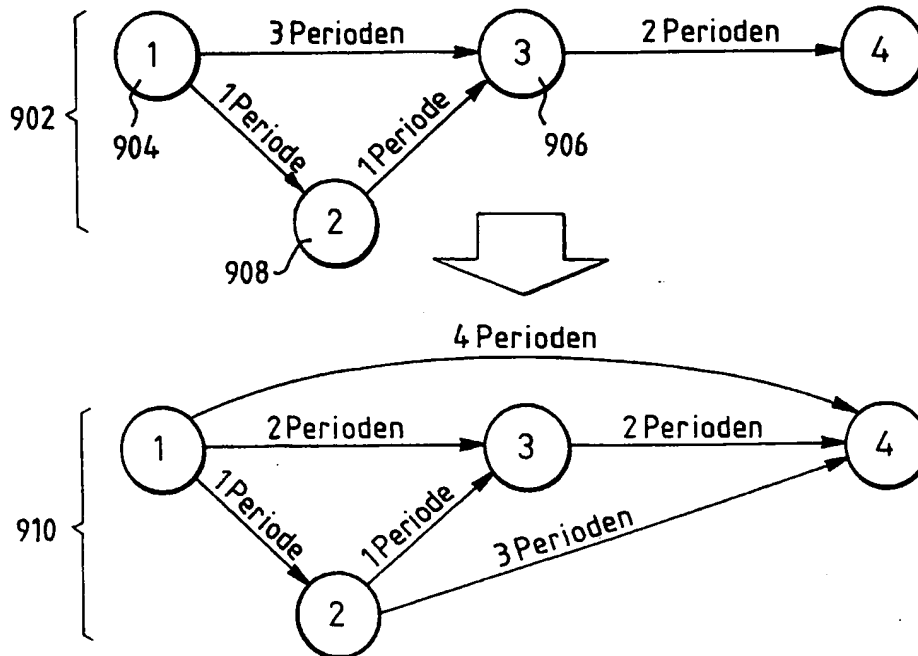 1
3 Perioden
3
2 Perioden
4
902
904
1 Periode
1 Periode
906
2
908
4 Perioden
1
2 Perioden
3
2 Perioden
4
910
1 Periode
1 Periode
3 Perioden
2